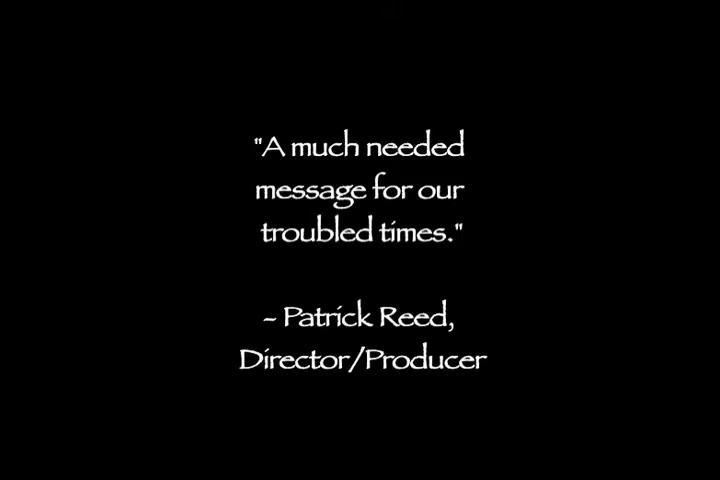 "A much needed
message for our
troubled times."
- Patrick Reed,
Director/Producer